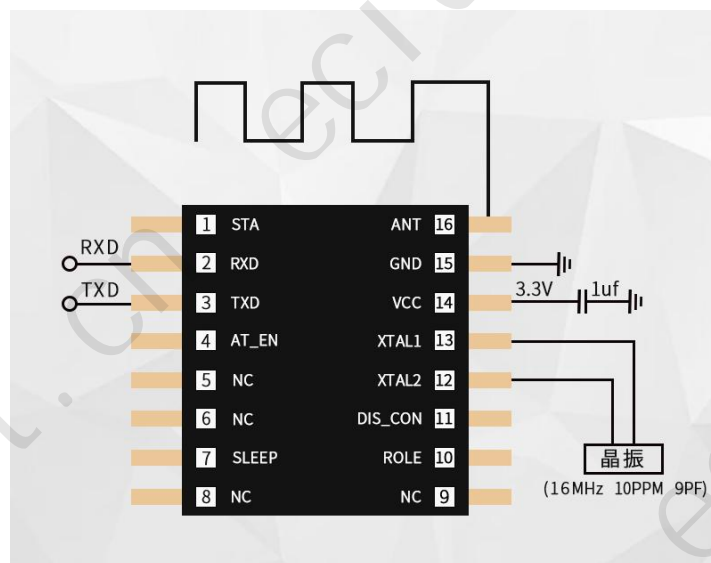 RXD
TXD
1 STA
2 RXD
3 TXD
4 AT_EN
5 NC
6 NC
7 SLEEP
8 NC
ANT 16
GND 15
VCC 14
XTAL1 13
XTAL2 12
DIS_CON 11
ROLE 10
NC 9
3.3V
1uf
晶振
(16MHz 10PPM 9PF)